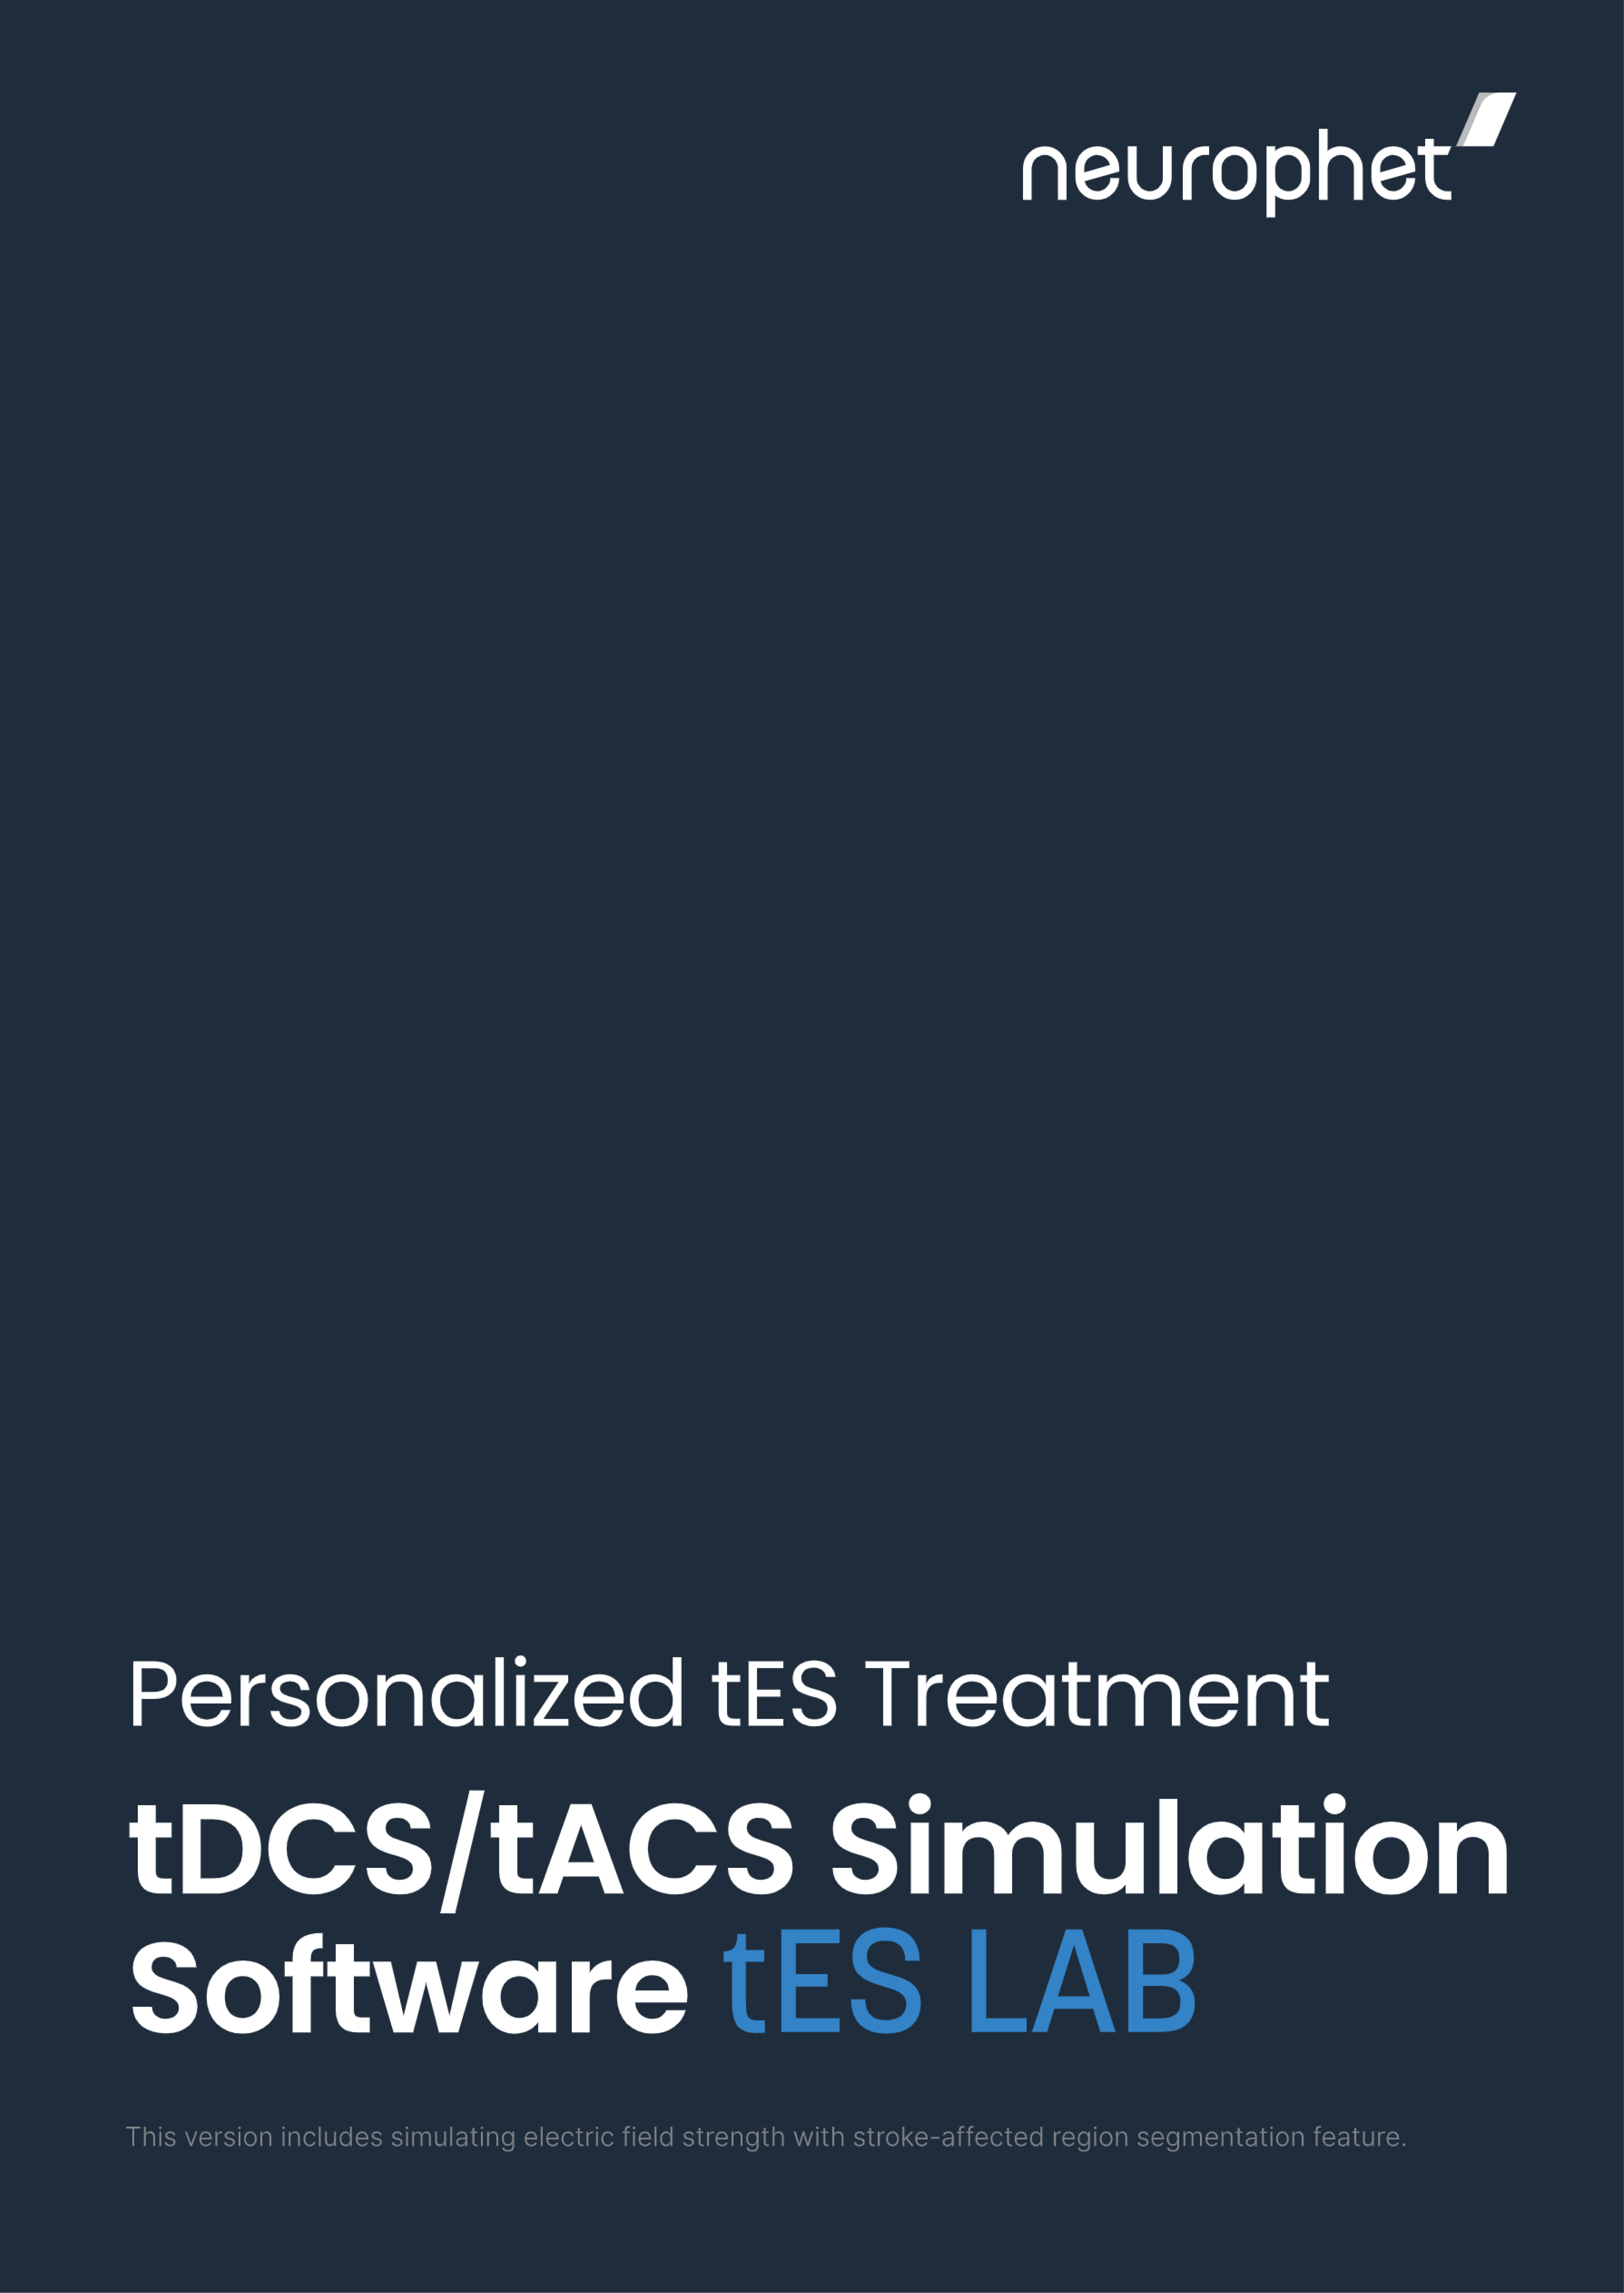 neurophet
Personalized tES Treatment
tDCS/tACS Simulation
Software tES LAB
This version includes simulating electric field strength with stroke-affected region segmentation feature.